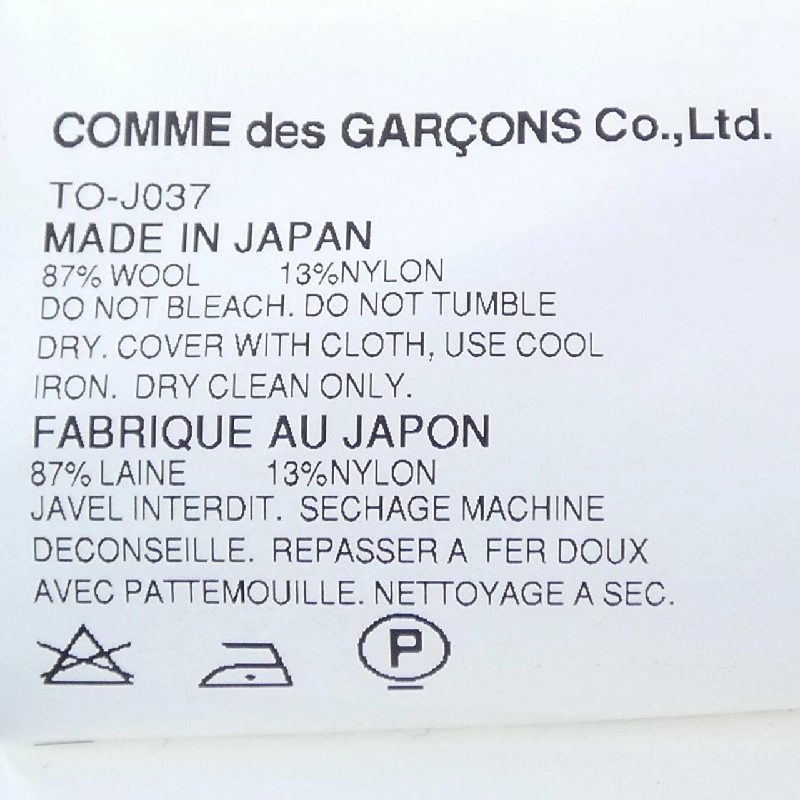 COMME des GARÇONS Co.,Ltd.
TO-J037
MADE IN JAPAN
87% WOOL 13%NYLON
DO NOT BLEACH. DO NOT TUMBLE
DRY. COVER WITH CLOTH, USE COOL
IRON. DRY CLEAN ONLY.
FABRIQUE AU JAPON
87% LAINE 13%NYLON
JAVEL INTERDIT. SECHAGE MACHINE
DECONSEILLE. REPASSER A FER DOUX
AVEC PATTEMOUILLE. NETTOYAGE A SEC.
P